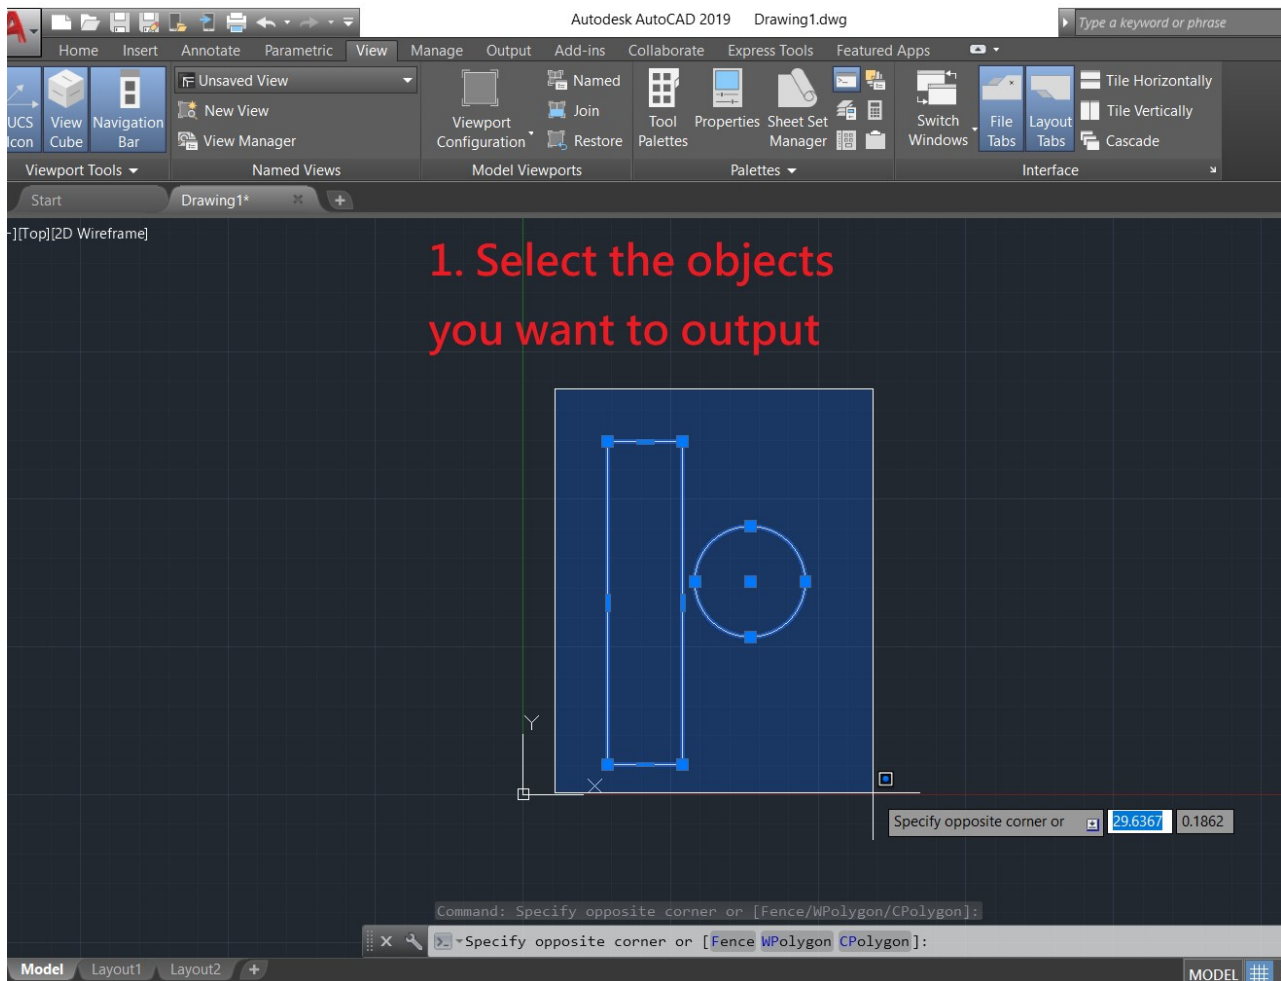 Autodesk AutoCAD 2019 Drawing1.dwg
Type a keyword or phrase
Home Insert Annotate Parametric View Manage Output Add-ins Collaborate Express Tools Featured Apps
UCS
Icon
View
Cube
Navigation
Bar
Viewport Tools
Unsaved View
New View
View Manager
Named Views
Viewport
Configuration
Named
Join
Restore
Model Viewports
Tool
Palettes
Properties
Sheet Set
Manager
Palettes
Switch
Windows
File
Tabs
Layout
Tabs
Tile Horizontally
Tile Vertically
Cascade
Interface
Start
Drawing1*
-][Top][2D Wireframe]
1. Select the objects
you want to output
Y
X
Specify opposite corner or 29.6367 0.1862
Command: Specify opposite corner or [Fence/WPolygon/CPolygon]:
Specify opposite corner or [Fence WPolygon CPolygon]:
Model Layout1 Layout2
MODEL